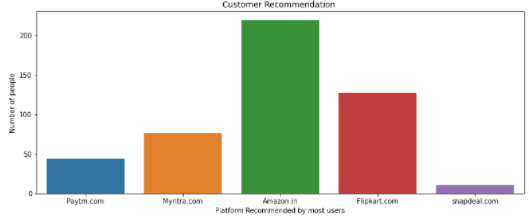 Customer Recommendation
Number of people
200
150
100
50
0
Paytm.com Myntra.com Amazon.in Flipkart.com snapdeal.com
Platform Recommended by most users